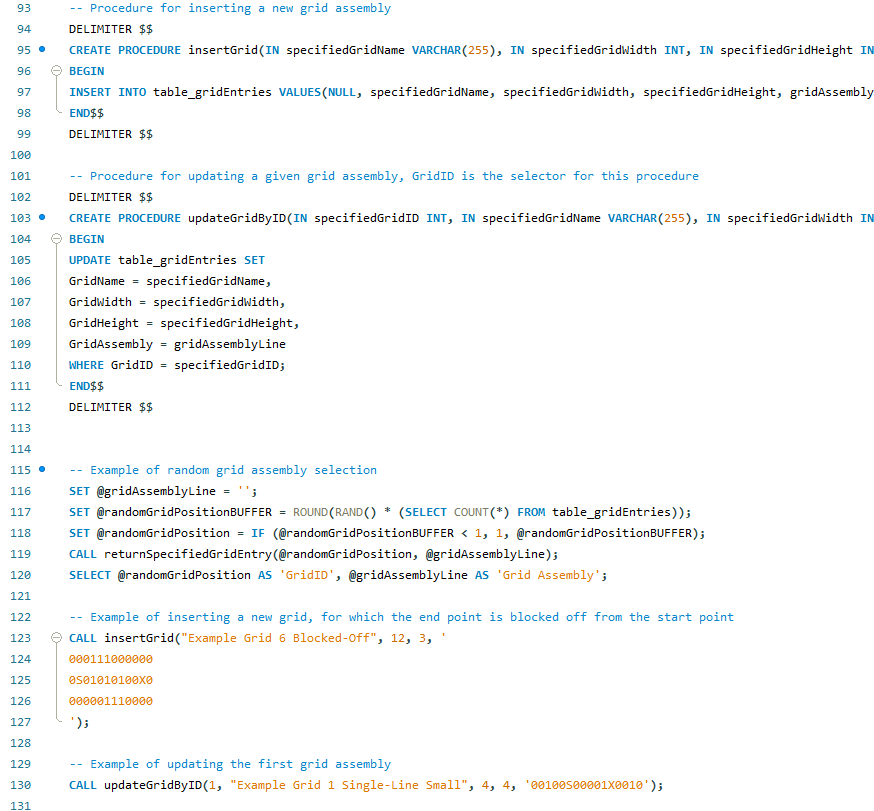 93 -- Procedure for inserting a new grid assembly
94 DELIMITER $$
95 CREATE PROCEDURE insertGrid(IN specifiedGridName VARCHAR(255), IN specifiedGridWidth INT, IN specifiedGridHeight IN
96 BEGIN
97 INSERT INTO table_gridEntries VALUES(NULL, specifiedGridName, specifiedGridWidth, specifiedGridHeight, gridAssembly
98 END$$
99 DELIMITER $$
100
101 -- Procedure for updating a given grid assembly, GridID is the selector for this procedure
102 DELIMITER $$
103 CREATE PROCEDURE updateGridByID(IN specifiedGridID INT, IN specifiedGridName VARCHAR(255), IN specifiedGridWidth IN
104 BEGIN
105 UPDATE table_gridEntries SET
106 GridName = specifiedGridName,
107 GridWidth = specifiedGridWidth,
108 GridHeight = specifiedGridHeight,
109 GridAssembly = gridAssemblyLine
110 WHERE GridID = specifiedGridID;
111 END$$
112 DELIMITER $$
113
114
115 -- Example of random grid assembly selection
116 SET @gridAssemblyLine = '';
117 SET @randomGridPositionBUFFER = ROUND(RAND() * (SELECT COUNT(*) FROM table_gridEntries));
118 SET @randomGridPosition = IF (@randomGridPositionBUFFER < 1, 1, @randomGridPositionBUFFER);
119 CALL returnSpecifiedGridEntry(@randomGridPosition, @gridAssemblyLine);
120 SELECT @randomGridPosition AS 'GridID', @gridAssemblyLine AS 'Grid Assembly';
121
122 -- Example of inserting a new grid, for which the end point is blocked off from the start point
123 CALL insertGrid("Example Grid 6 Blocked-Off", 12, 3, '
124 000111000000
125 0S01010100X0
126 000001110000
127 ');
128
129 -- Example of updating the first grid assembly
130 CALL updateGridByID(1, "Example Grid 1 Single-Line Small", 4, 4, '00100S00001X0010');
131